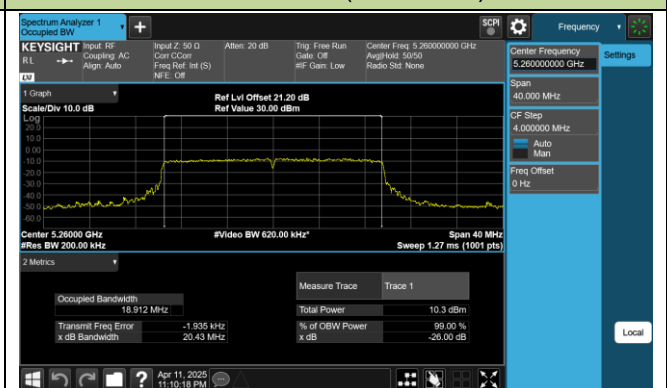 Spectrum Analyzer 1
Occupied BW
+
SCPI
Frequency
KEYSIGHT
RL
Input: RF
Coupling: AC
Align: Auto
Input Z: 50 Ω
Corr CCorr
Freq Ref: Int (S)
NFE: Off
Atten: 20 dB
Trig: Free Run
Gate: Off
#IF Gain: Low
Center Freq: 5.260000000 GHz
Avg|Hold: 50/50
Radio Std: None
Center Frequency
5.260000000 GHz
Settings
Span
40.000 MHz
CF Step
4.000000 MHz
Auto
Man
Freq Offset
0 Hz
1 Graph
Scale/Div 10.0 dB
Ref Lvl Offset 21.20 dB
Ref Value 30.00 dBm
Log
20.0
10.0
0.00
-10.0
-20.0
-30.0
-40.0
-50.0
-60.0
Center 5.26000 GHz
#Video BW 620.00 kHz*
Span 40 MHz
#Res BW 200.00 kHz
Sweep 1.27 ms (1001 pts)
2 Metrics
Measure Trace
Trace 1
Occupied Bandwidth
18.912 MHz
Total Power
10.3 dBm
Transmit Freq Error
-1.935 kHz
% of OBW Power
99.00 %
x dB Bandwidth
20.43 MHz
x dB
-26.00 dB
Local
?
Apr 11, 2025
11:10:18 PM